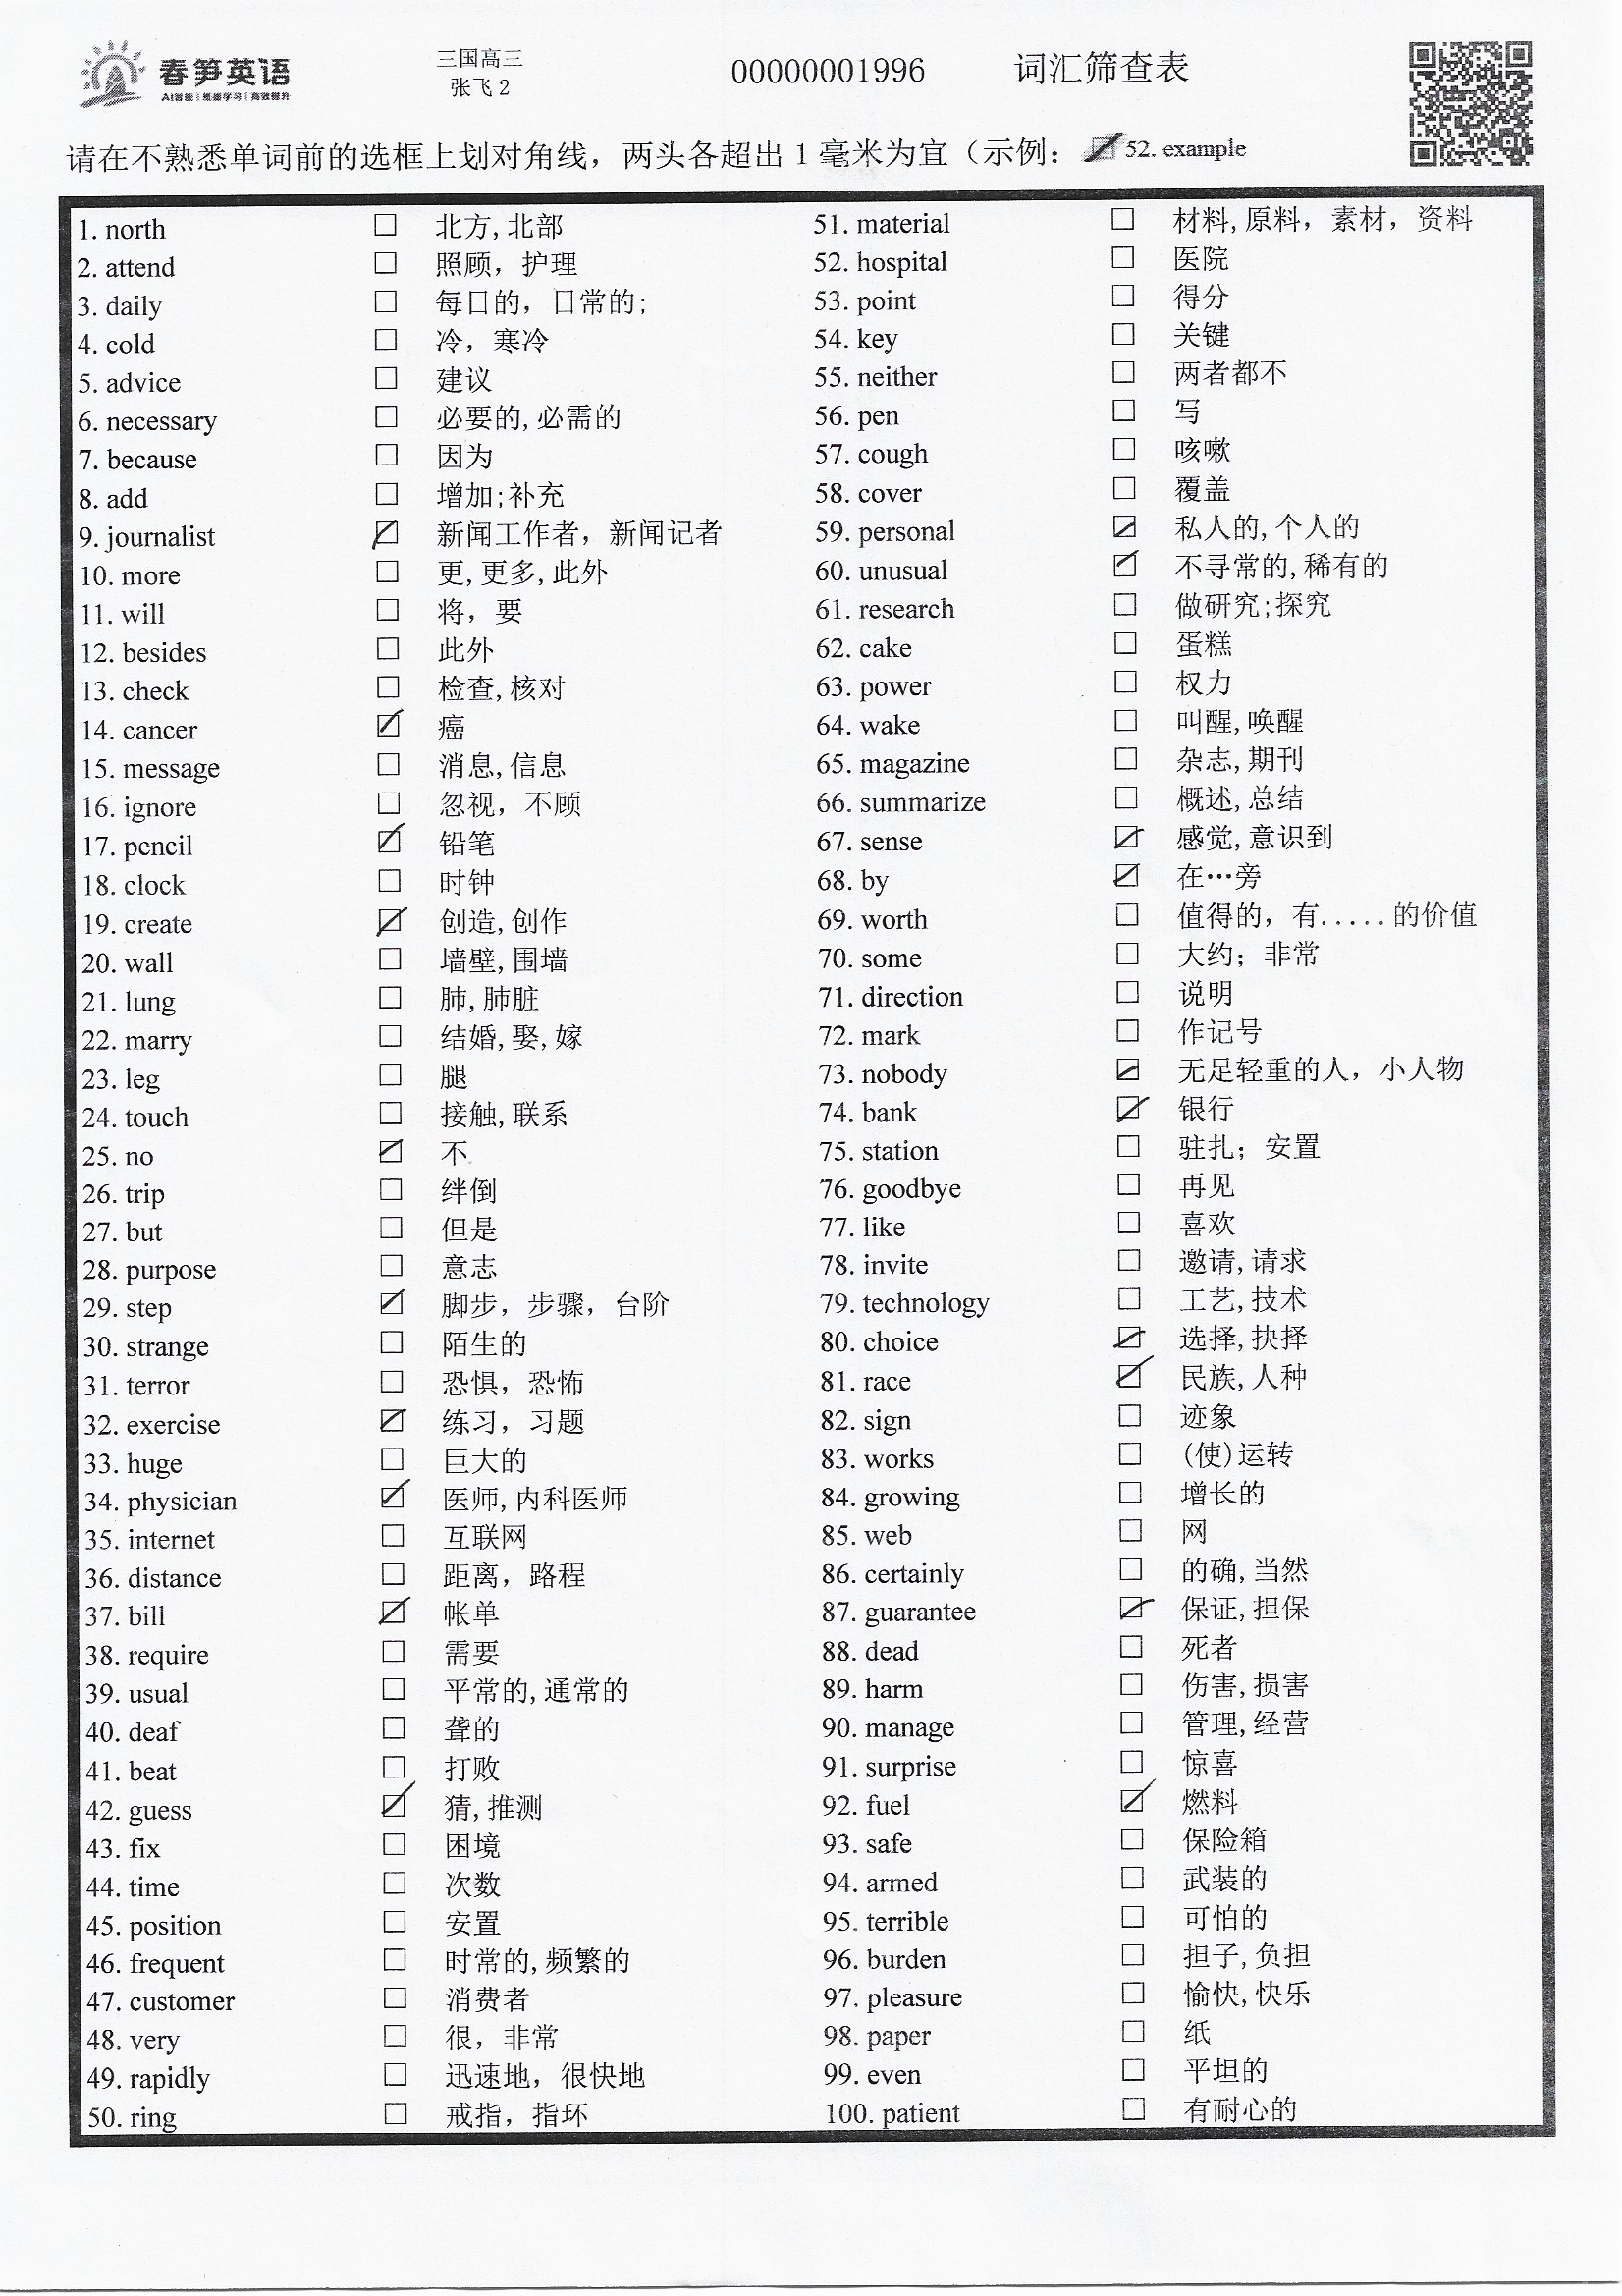 春笋英语
AI智能|纸笔学习|高效提升
三国高三
张飞2
00000001996
词汇筛查表
请在不熟悉单词前的选框上划对角线，两头各超出1毫米为宜（示例： ☑ 52. example
1. north ☐ 北方,北部
2. attend ☐ 照顾，护理
3. daily ☐ 每日的，日常的;
4. cold ☐ 冷，寒冷
5. advice ☐ 建议
6. necessary ☐ 必要的,必需的
7. because ☐ 因为
8. add ☐ 增加;补充
9. journalist ☑ 新闻工作者，新闻记者
10. more ☐ 更,更多,此外
11. will ☐ 将，要
12. besides ☐ 此外
13. check ☐ 检查,核对
14. cancer ☑ 癌
15. message ☐ 消息,信息
16. ignore ☐ 忽视，不顾
17. pencil ☑ 铅笔
18. clock ☐ 时钟
19. create ☑ 创造,创作
20. wall ☐ 墙壁,围墙
21. lung ☐ 肺,肺脏
22. marry ☐ 结婚,娶,嫁
23. leg ☐ 腿
24. touch ☐ 接触,联系
25. no ☑ 不
26. trip ☐ 绊倒
27. but ☐ 但是
28. purpose ☐ 意志
29. step ☑ 脚步，步骤，台阶
30. strange ☐ 陌生的
31. terror ☐ 恐惧，恐怖
32. exercise ☑ 练习，习题
33. huge ☐ 巨大的
34. physician ☑ 医师,内科医师
35. internet ☐ 互联网
36. distance ☐ 距离，路程
37. bill ☑ 帐单
38. require ☐ 需要
39. usual ☐ 平常的,通常的
40. deaf ☐ 聋的
41. beat ☐ 打败
42. guess ☑ 猜,推测
43. fix ☐ 困境
44. time ☐ 次数
45. position ☐ 安置
46. frequent ☐ 时常的,频繁的
47. customer ☐ 消费者
48. very ☐ 很，非常
49. rapidly ☐ 迅速地，很快地
50. ring ☐ 戒指，指环
51. material ☐ 材料,原料，素材，资料
52. hospital ☐ 医院
53. point ☐ 得分
54. key ☐ 关键
55. neither ☐ 两者都不
56. pen ☐ 写
57. cough ☐ 咳嗽
58. cover ☐ 覆盖
59. personal ☑ 私人的,个人的
60. unusual ☑ 不寻常的,稀有的
61. research ☐ 做研究;探究
62. cake ☐ 蛋糕
63. power ☐ 权力
64. wake ☐ 叫醒,唤醒
65. magazine ☐ 杂志,期刊
66. summarize ☐ 概述,总结
67. sense ☑ 感觉,意识到
68. by ☑ 在…旁
69. worth ☐ 值得的，有.....的价值
70. some ☐ 大约；非常
71. direction ☐ 说明
72. mark ☐ 作记号
73. nobody ☑ 无足轻重的人，小人物
74. bank ☑ 银行
75. station ☐ 驻扎；安置
76. goodbye ☐ 再见
77. like ☐ 喜欢
78. invite ☐ 邀请,请求
79. technology ☐ 工艺,技术
80. choice ☑ 选择,抉择
81. race ☑ 民族,人种
82. sign ☐ 迹象
83. works ☐ (使)运转
84. growing ☐ 增长的
85. web ☐ 网
86. certainly ☐ 的确,当然
87. guarantee ☑ 保证,担保
88. dead ☐ 死者
89. harm ☐ 伤害,损害
90. manage ☐ 管理,经营
91. surprise ☐ 惊喜
92. fuel ☑ 燃料
93. safe ☐ 保险箱
94. armed ☐ 武装的
95. terrible ☐ 可怕的
96. burden ☐ 担子,负担
97. pleasure ☐ 愉快,快乐
98. paper ☐ 纸
99. even ☐ 平坦的
100. patient ☐ 有耐心的